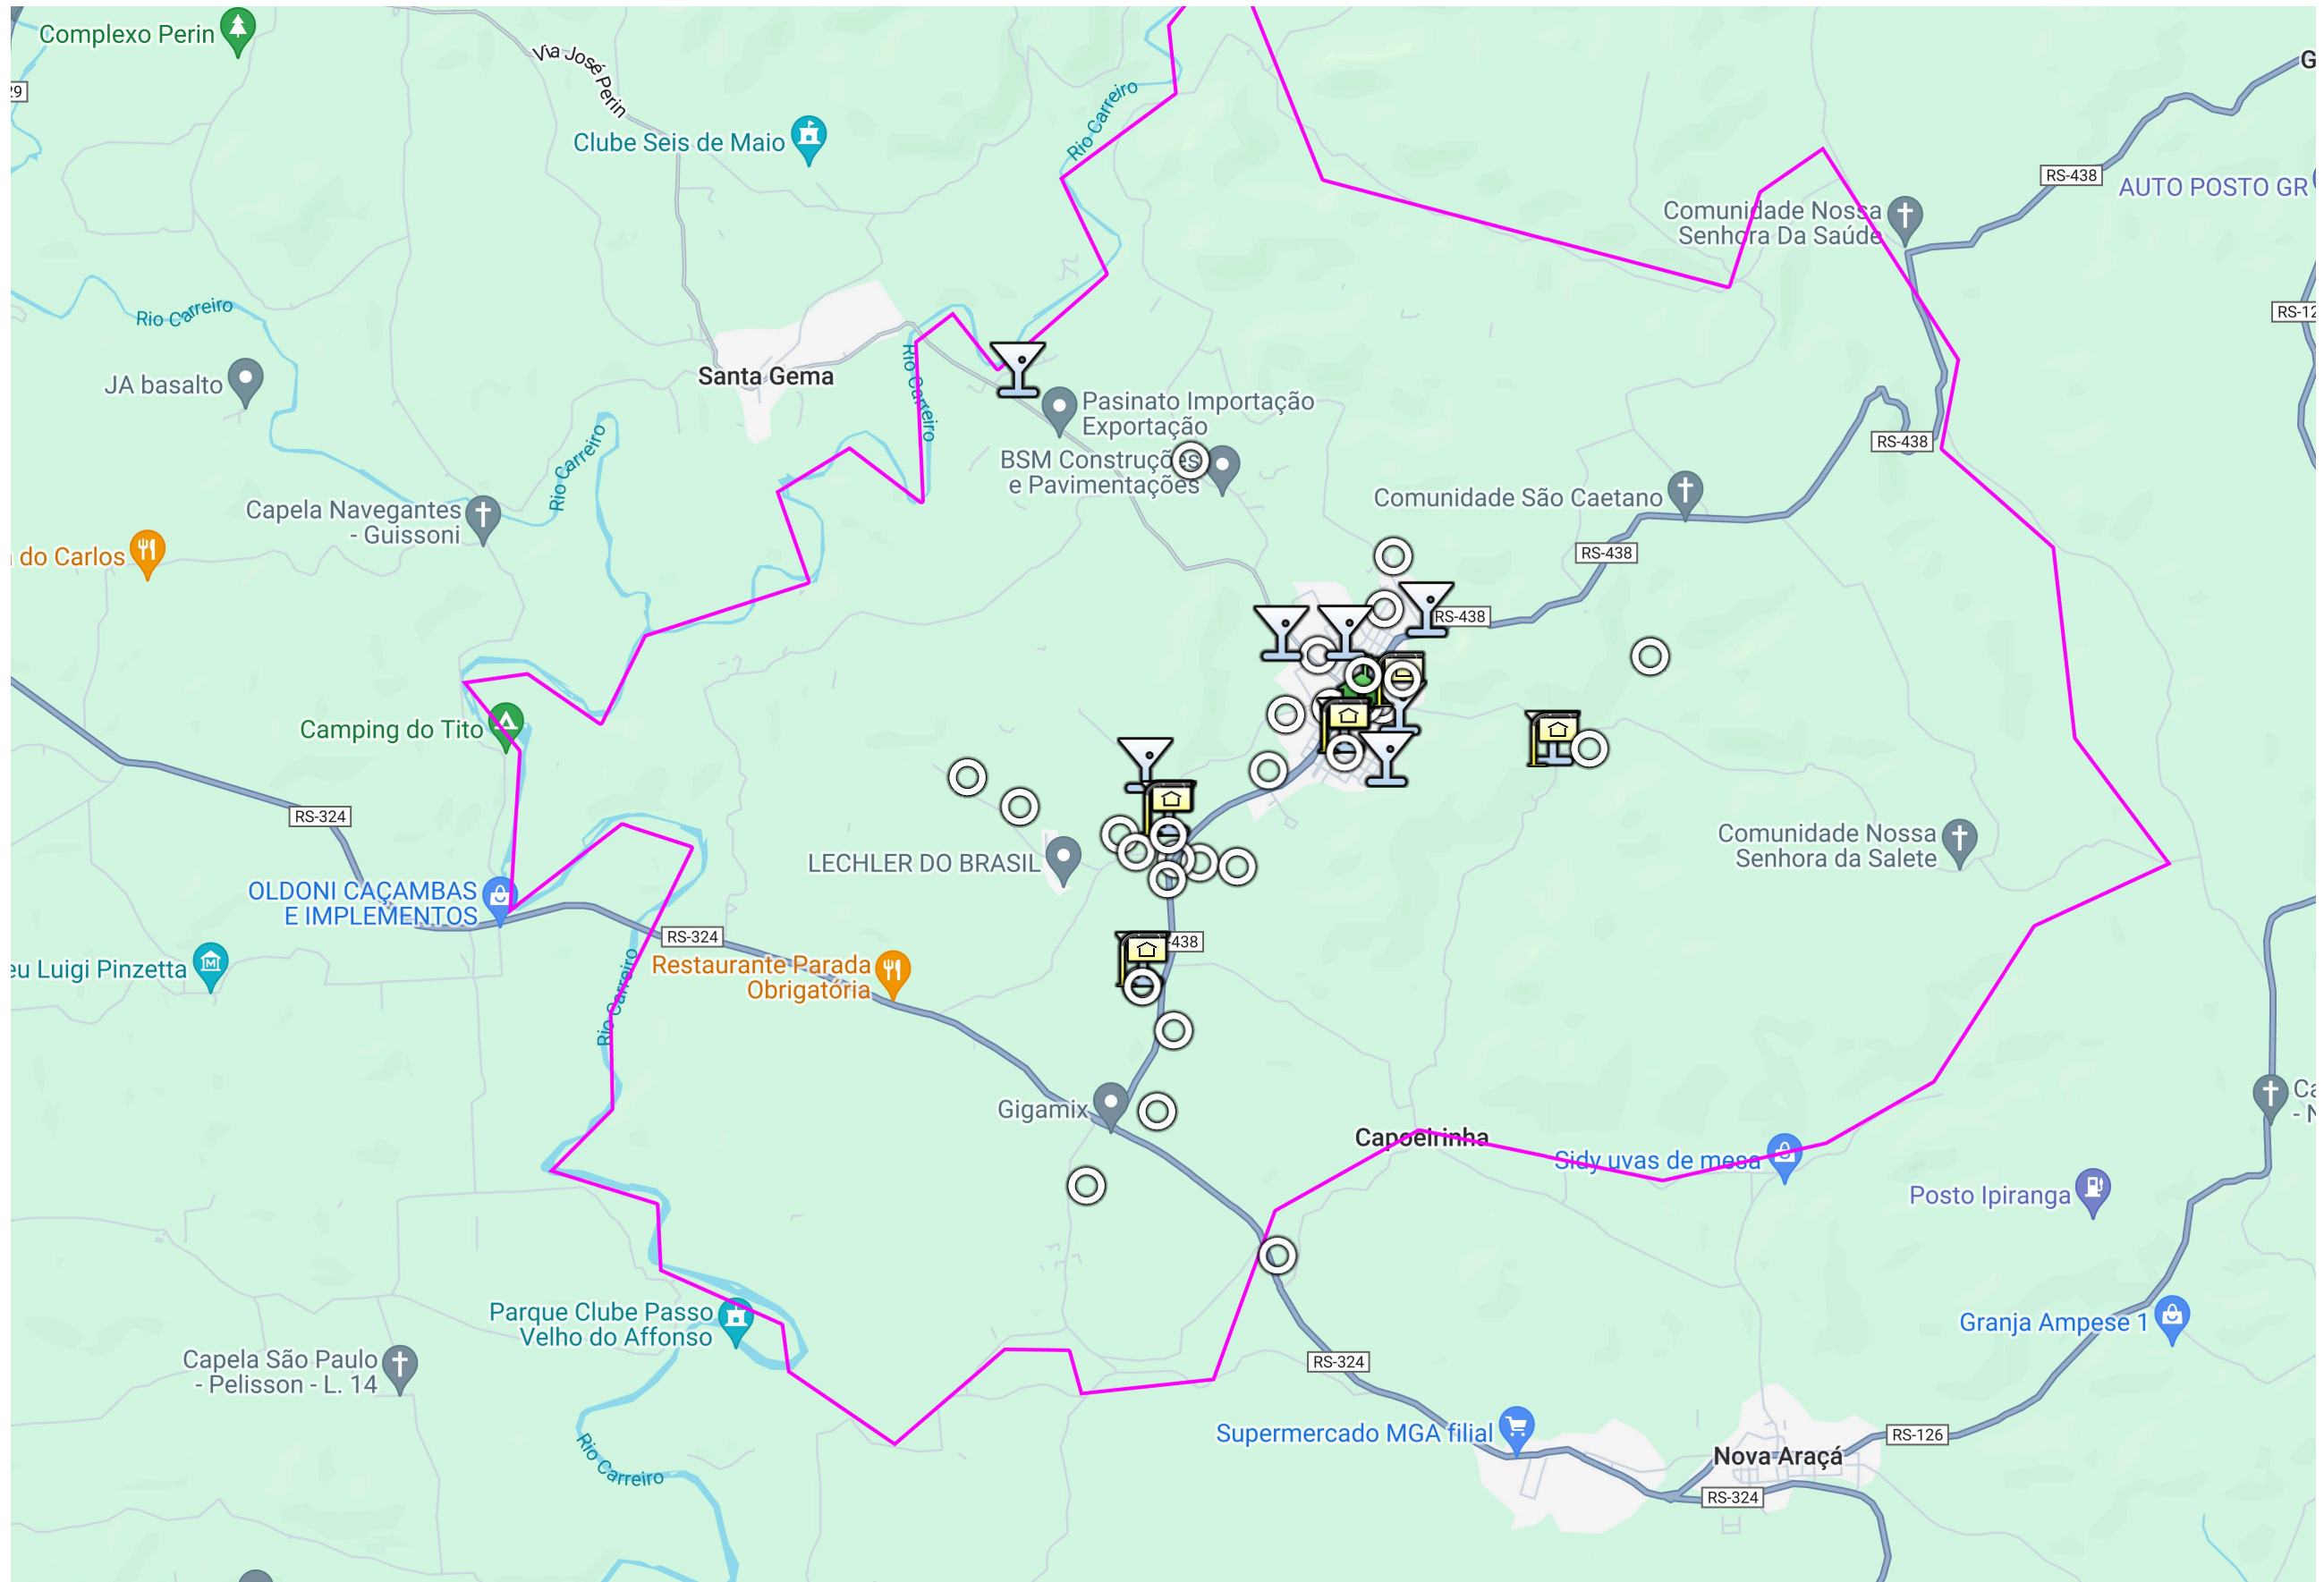 Complexo Perin
Via José Perin
Clube Seis de Maio
Rio Carreiro
RS-438
AUTO POSTO GR
Comunidade Nossa
Senhora Da Saúde
Rio Carreiro
JA basalto
Santa Gema
Rio Carreiro
Pasinato Importação
Exportação
BSM Construções
e Pavimentações
RS-438
Comunidade São Caetano
Rio Carreiro
Capela Navegantes
- Guissoni
do Carlos
RS-438
RS-438
Camping do Tito
RS-324
LECHLER DO BRASIL
Comunidade Nossa
Senhora da Salete
OLDONI CAÇAMBAS
E IMPLEMENTOS
RS-324
-438
eu Luigi Pinzetta
Restaurante Parada
Obrigatória
Rio Carreiro
Gigamix
Capoeirinha
Sidy uvas de mesa
Posto Ipiranga
Parque Clube Passo
Velho do Affonso
Granja Ampese 1
Capela São Paulo
- Pelisson - L. 14
RS-324
Supermercado MGA filial
RS-126
Nova Araçá
Rio Carreiro
RS-324